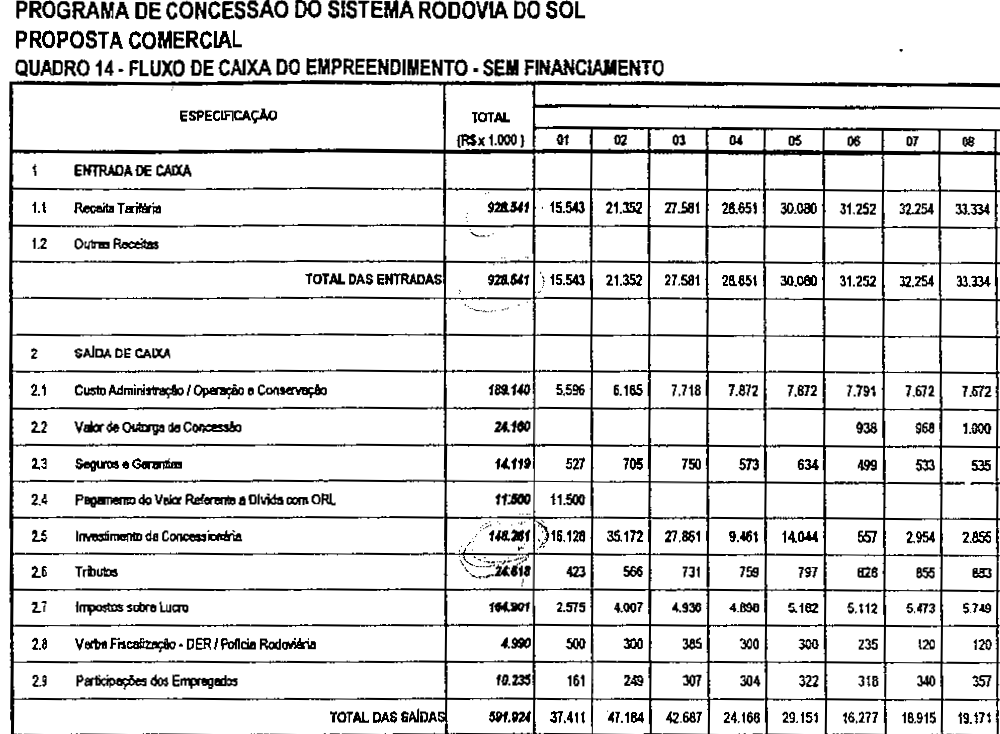 PROGRAMA DE CONCESSÃO DO SISTEMA RODOVIA DO SOL
PROPOSTA COMERCIAL
QUADRO 14 - FLUXO DE CAIXA DO EMPREENDIMENTO - SEM FINANCIAMENTO
ESPECIFICAÇÃO TOTAL (R$ x 1.000) 01 02 03 04 05 06 07 08
1 ENTRADA DE CAIXA
1.1 Receita Tarifária 928.541 15.543 21.352 27.581 28.651 30.080 31.252 32.254 33.334
1.2 Outras Receitas
TOTAL DAS ENTRADAS 928.541 15.543 21.352 27.581 28.651 30.080 31.252 32.254 33.334
2 SAÍDA DE CAIXA
2.1 Custo Administração / Operação e Conservação 189.140 5.596 6.185 7.718 7.872 7.872 7.791 7.672 7.672
2.2 Valor de Outorga da Concessão 24.160 938 968 1.000
2.3 Seguros e Garantias 14.119 527 705 750 573 634 499 533 535
2.4 Pagamento do Valor Referente a Dívida com ORL 11.500 11.500
2.5 Investimento da Concessionária 148.261 16.128 35.172 27.861 9.461 14.044 557 2.954 2.855
2.6 Tributos 24.618 423 566 731 759 797 828 855 883
2.7 Impostos sobre Lucro 164.901 2.575 4.007 4.936 4.898 5.182 5.112 5.473 5.749
2.8 Verba Fiscalização - DER / Polícia Rodoviária 4.990 500 300 385 300 300 235 120 120
2.9 Participações dos Empregados 10.235 161 249 307 304 322 318 340 357
TOTAL DAS SAÍDAS 591.924 37.411 47.184 42.687 24.166 29.151 16.277 18.915 19.171